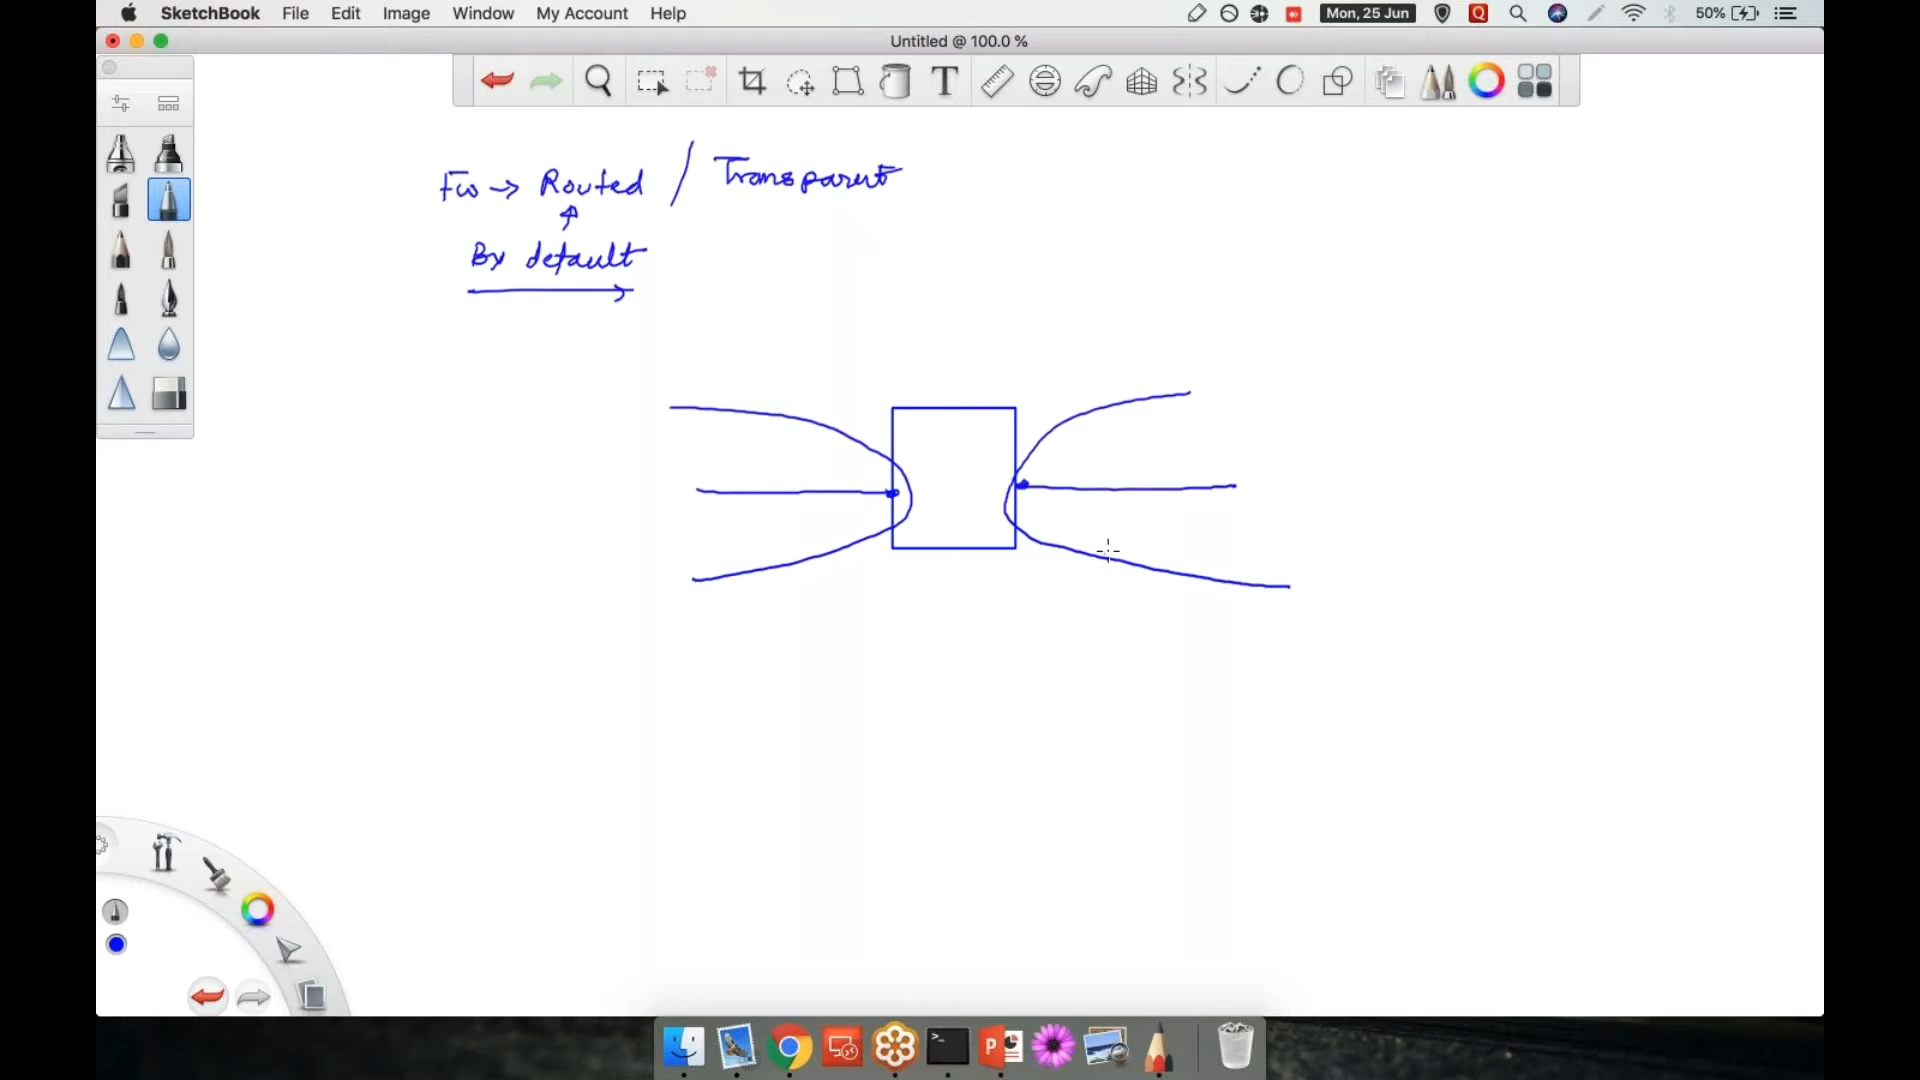 SketchBook File Edit Image Window My Account Help Mon, 25 Jun Q 50%
Untitled @ 100.0 %
T
Fw → Routed / Transparent
By default
P